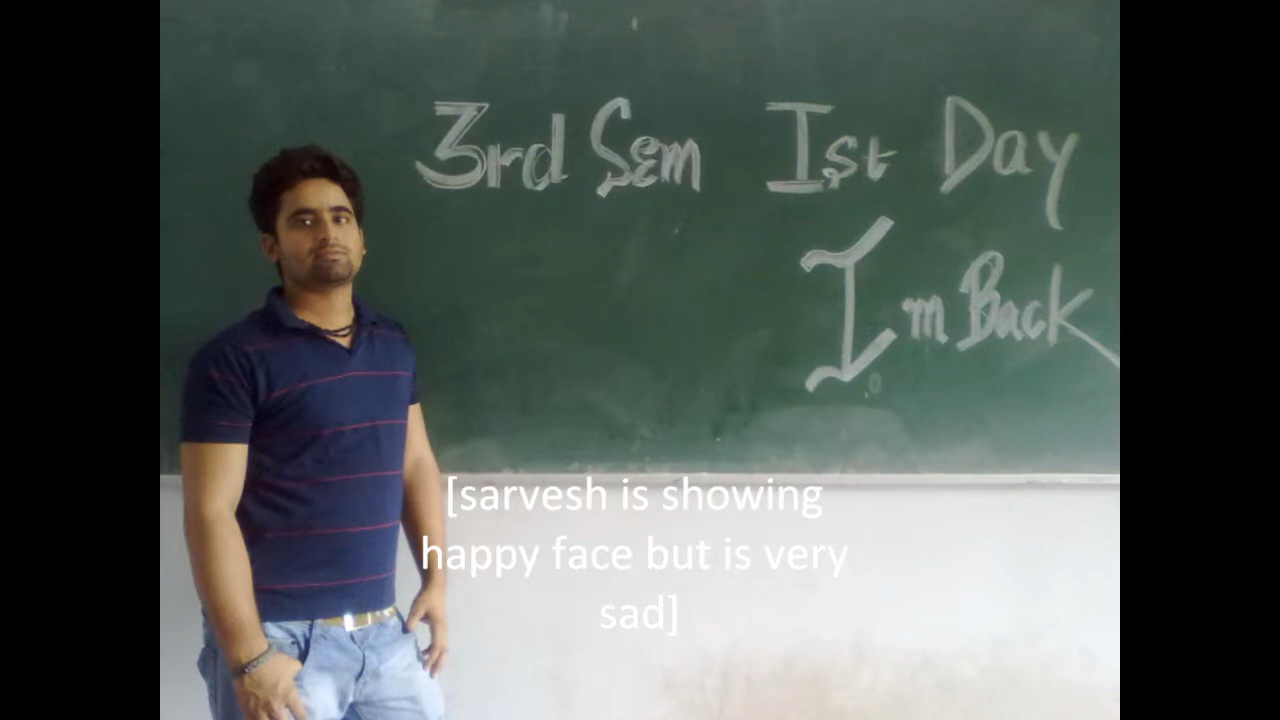 3rd Sem Ist Day
I m Back
[sarvesh is showing
happy face but is very
sad]